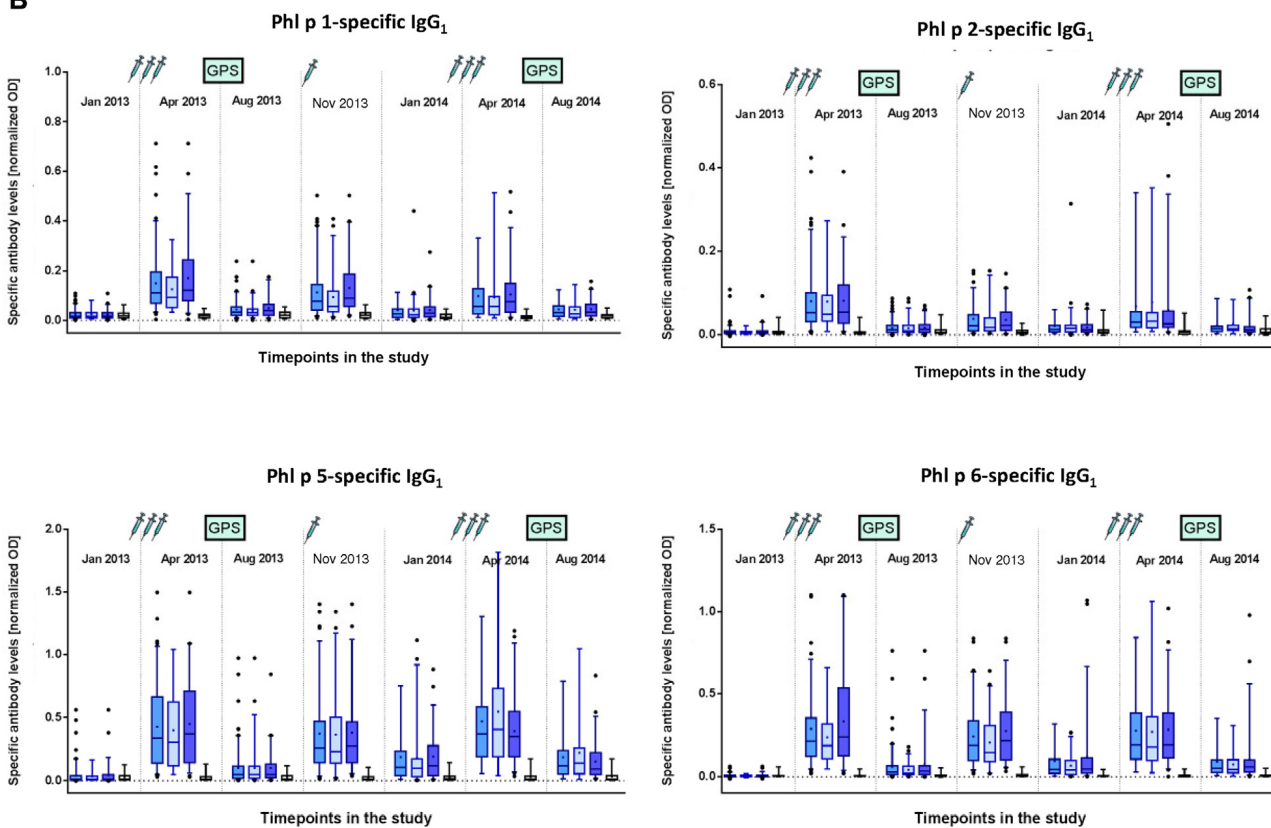 B
Phl p 1-specific IgG1
Phl p 2-specific IgG1
GPS GPS
GPS GPS
Specific antibody levels [normalized OD]
1.0
0.8
0.6
0.4
0.2
0.0
Jan 2013 Apr 2013 Aug 2013 Nov 2013 Jan 2014 Apr 2014 Aug 2014
Timepoints in the study
Specific antibody levels [normalized OD]
0.6
0.4
0.2
0.0
Jan 2013 Apr 2013 Aug 2013 Nov 2013 Jan 2014 Apr 2014 Aug 2014
Timepoints in the study
Phl p 5-specific IgG1
GPS GPS
Specific antibody levels [normalized OD]
2.0
1.5
1.0
0.5
0.0
Jan 2013 Apr 2013 Aug 2013 Nov 2013 Jan 2014 Apr 2014 Aug 2014
Timepoints in the study
Phl p 6-specific IgG1
GPS GPS
Specific antibody levels [normalized OD]
1.5
1.0
0.5
0.0
Jan 2013 Apr 2013 Aug 2013 Nov 2013 Jan 2014 Apr 2014 Aug 2014
Timepoints in the study